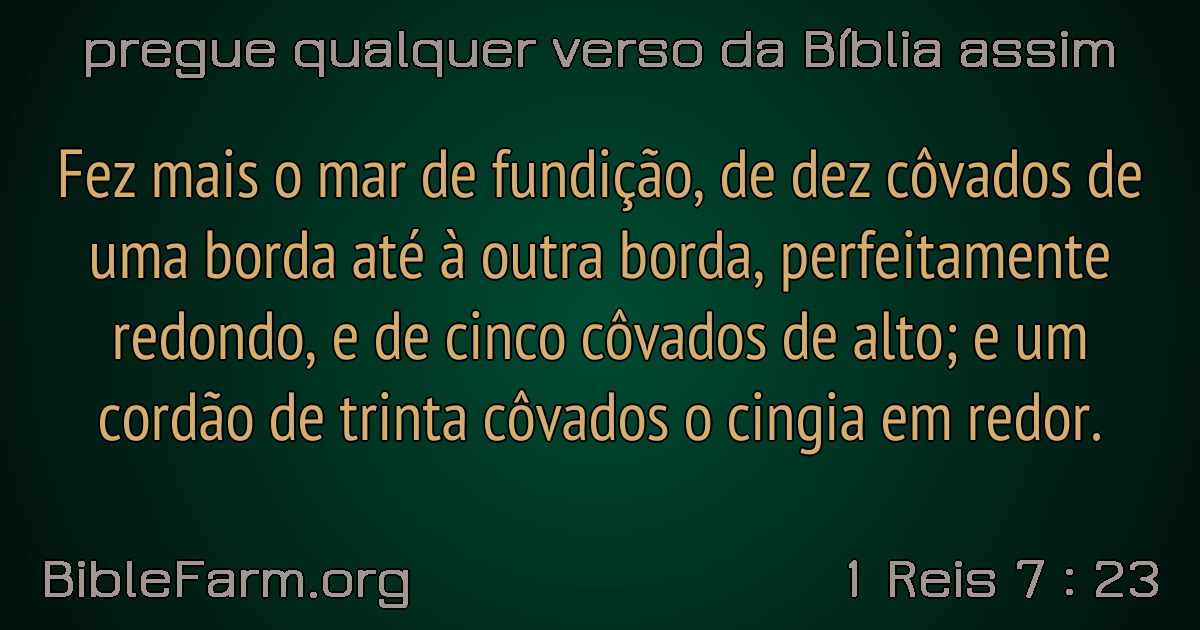 pregue qualquer verso da Bíblia assim
Fez mais o mar de fundição, de dez côvados de
uma borda até à outra borda, perfeitamente
redondo, e de cinco côvados de alto; e um
cordão de trinta côvados o cingia em redor.
BibleFarm.org
1 Reis 7 : 23